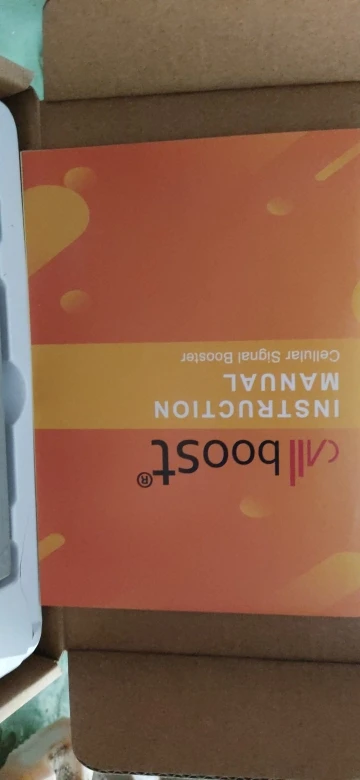 callboost®
INSTRUCTION
MANUAL
Cellular Signal Booster